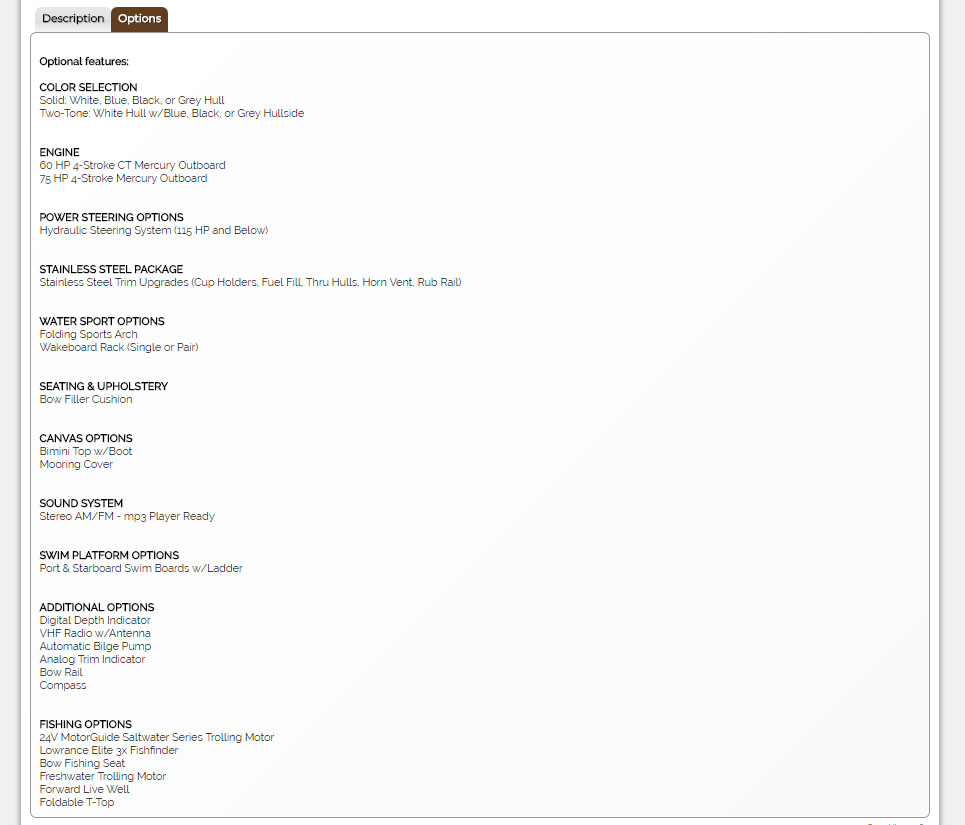 Description
Options
Optional features:
COLOR SELECTION
Solid: White, Blue, Black, or Grey Hull
Two-Tone: White Hull w/Blue, Black, or Grey Hullside
ENGINE
60 HP 4-Stroke CT Mercury Outboard
75 HP 4-Stroke Mercury Outboard
POWER STEERING OPTIONS
Hydraulic Steering System (115 HP and Below)
STAINLESS STEEL PACKAGE
Stainless Steel Trim Upgrades (Cup Holders, Fuel Fill, Thru Hulls, Horn Vent, Rub Rail)
WATER SPORT OPTIONS
Folding Sports Arch
Wakeboard Rack (Single or Pair)
SEATING & UPHOLSTERY
Bow Filler Cushion
CANVAS OPTIONS
Bimini Top w/Boot
Mooring Cover
SOUND SYSTEM
Stereo AM/FM - mp3 Player Ready
SWIM PLATFORM OPTIONS
Port & Starboard Swim Boards w/Ladder
ADDITIONAL OPTIONS
Digital Depth Indicator
VHF Radio w/Antenna
Automatic Bilge Pump
Analog Trim Indicator
Bow Rail
Compass
FISHING OPTIONS
24V MotorGuide Saltwater Series Trolling Motor
Lowrance Elite 3x Fishfinder
Bow Fishing Seat
Freshwater Trolling Motor
Forward Live Well
Foldable T-Top